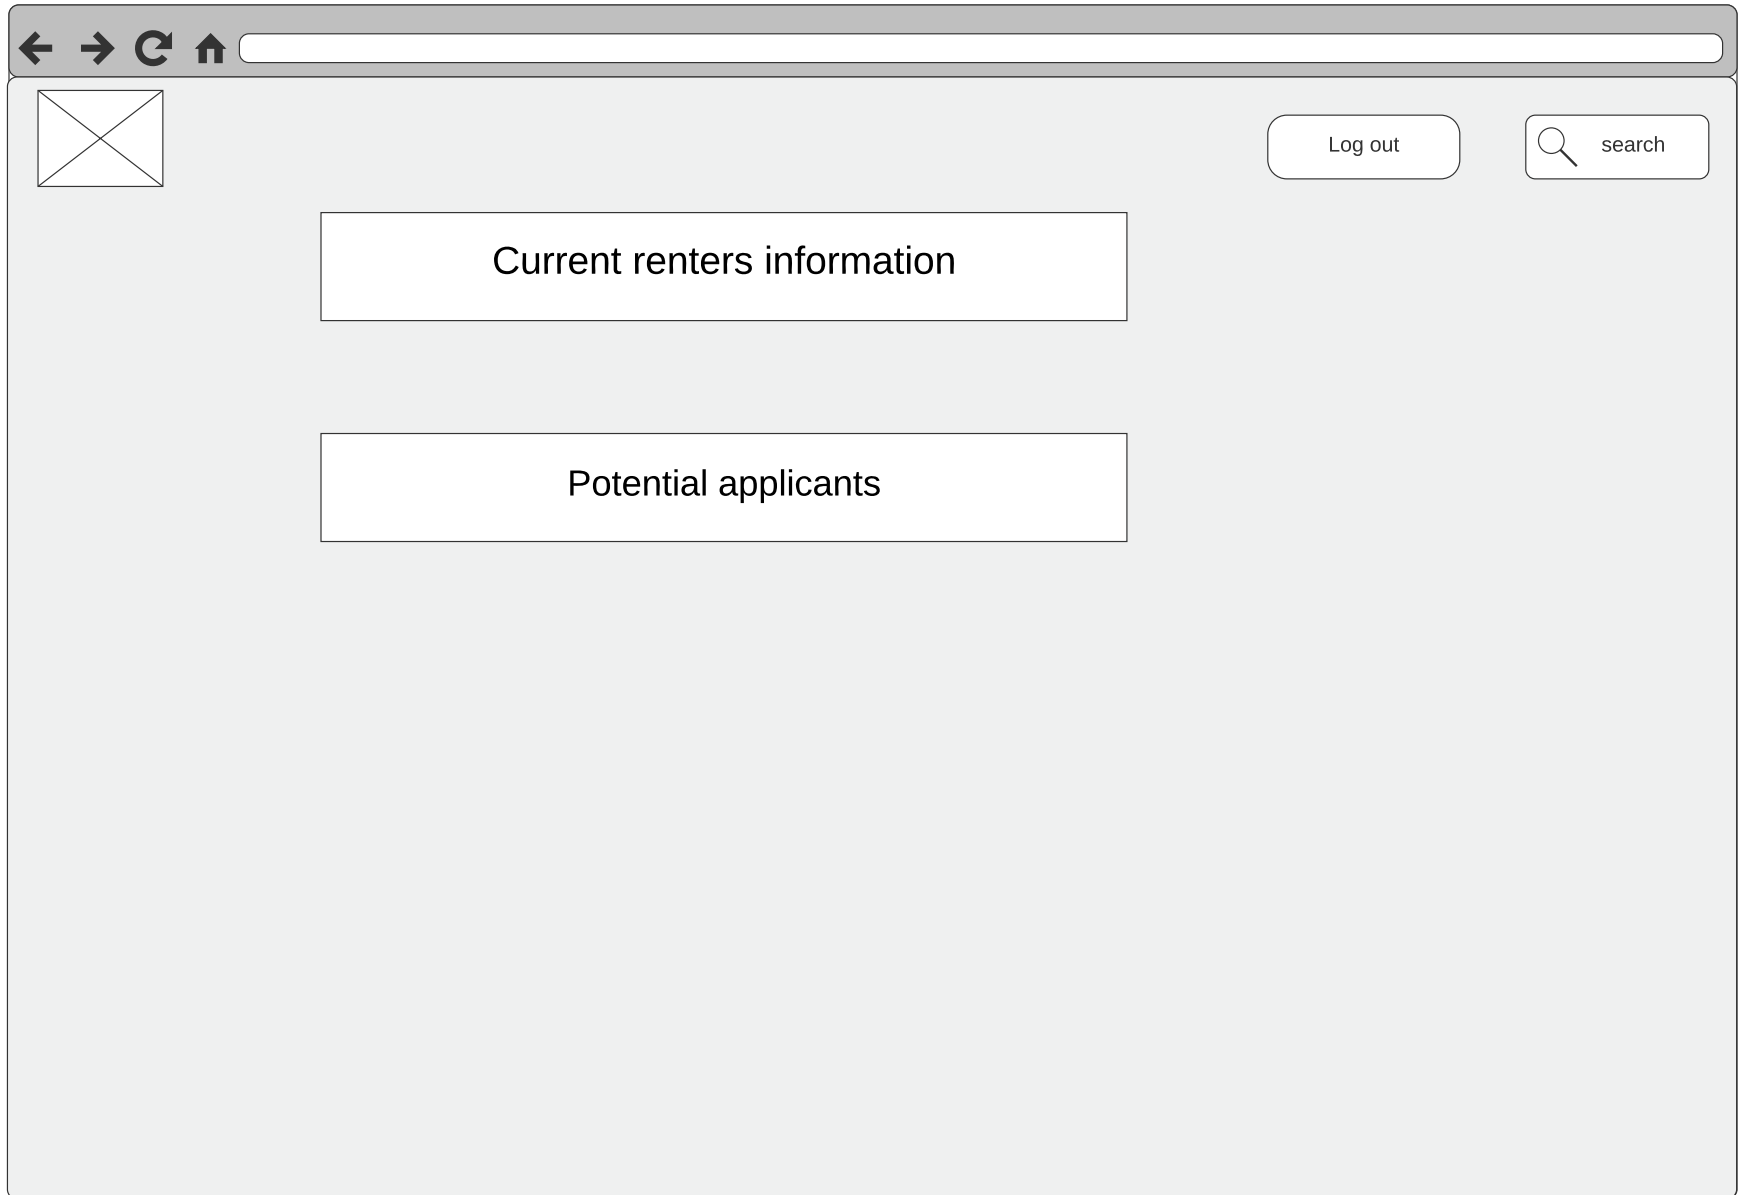 Log out
search
Current renters information
Potential applicants